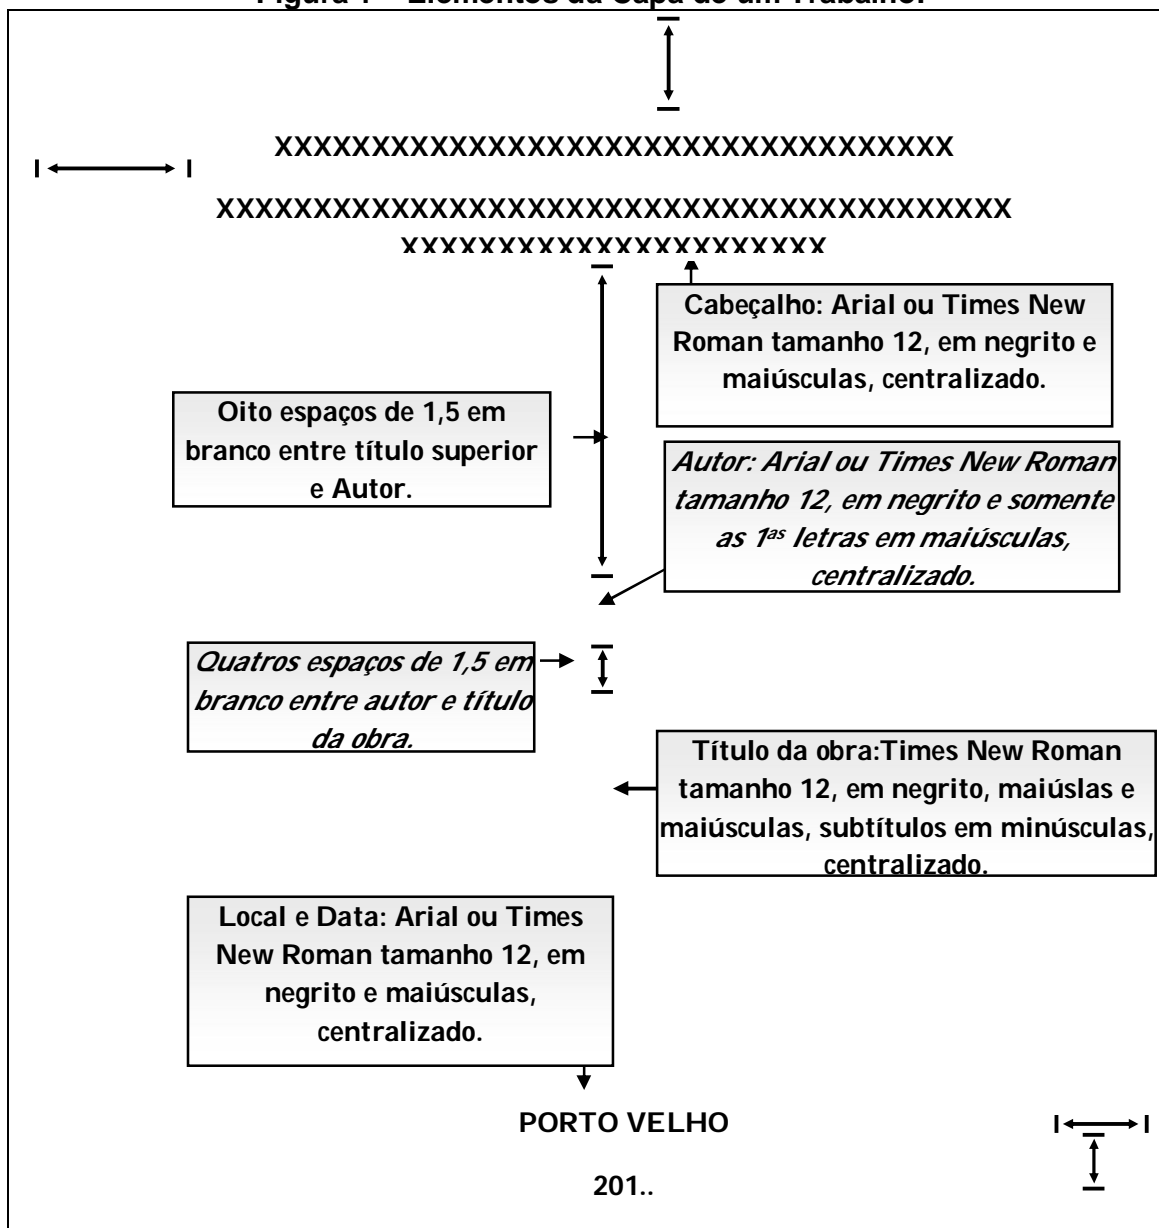 Figura 1 – Elementos da Capa de um Trabalho.
XXXXXXXXXXXXXXXXXXXXXXXXXXXXXXXXXXX
XXXXXXXXXXXXXXXXXXXXXXXXXXXXXXXXXXXXXXXXX
XXXXXXXXXXXXXXXXXXXXXX
Cabeçalho: Arial ou Times New
Roman tamanho 12, em negrito e
maiúsculas, centralizado.
Oito espaços de 1,5 em
branco entre título superior
e Autor.
Autor: Arial ou Times New Roman
tamanho 12, em negrito e somente
as 1as letras em maiúsculas,
centralizado.
Quatros espaços de 1,5 em
branco entre autor e título
da obra.
Título da obra:Times New Roman
tamanho 12, em negrito, maiúslas e
maiúsculas, subtítulos em minúsculas,
centralizado.
Local e Data: Arial ou Times
New Roman tamanho 12, em
negrito e maiúsculas,
centralizado.
PORTO VELHO
201..